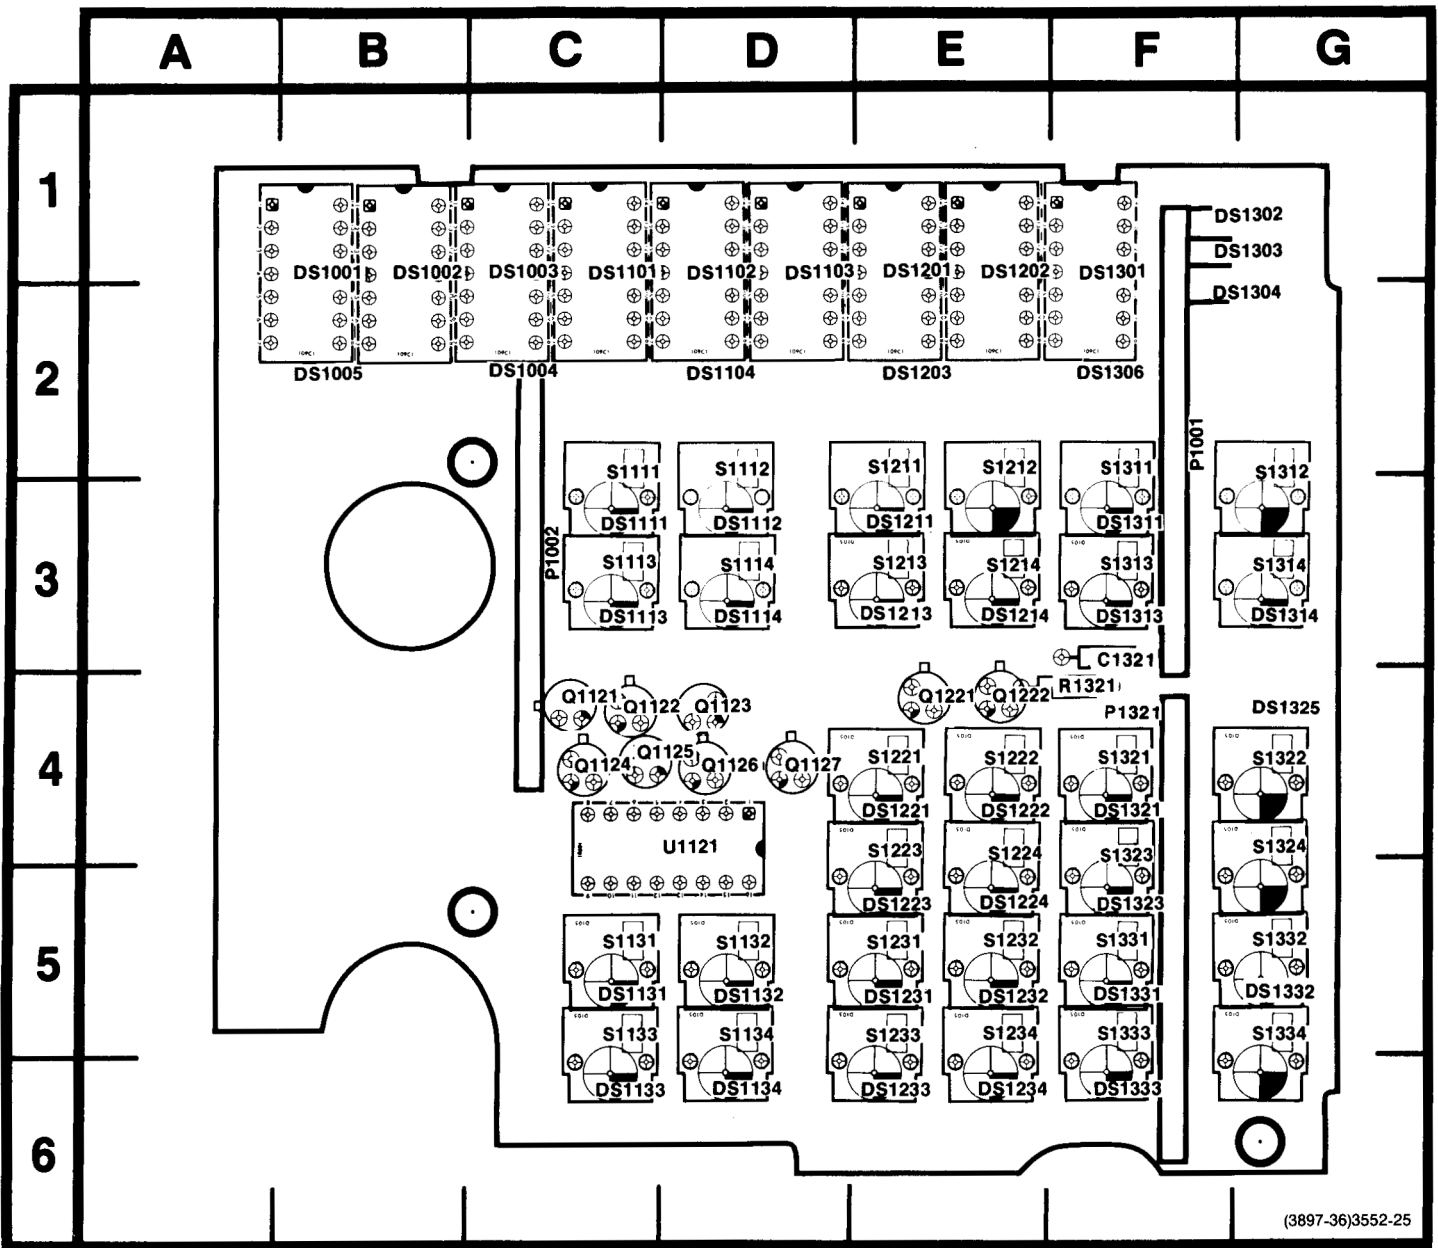 A B C D E F G
1
DS1302
DS1303
DS1001 DS1002 DS1003 DS1101 DS1102 DS1103 DS1201 DS1202 DS1301
DS1304
2
DS1005 DS1004 DS1104 DS1203 DS1306
P1001
S1111 S1112 S1211 S1212 S1311 S1312
DS1111 DS1112 DS1211 DS1311
P1002
3
S1113 S1114 S1213 S1214 S1313 S1314
DS1113 DS1114 DS1213 DS1214 DS1313 DS1314
C1321
R1321
Q1121 Q1122 Q1123 Q1221 Q1222
P1321 DS1325
4
Q1124 Q1125 Q1126 Q1127 S1221 S1222 S1321 S1322
DS1221 DS1222 DS1321
U1121
S1223 S1224 S1323 S1324
DS1223 DS1224 DS1323
5
S1131 S1132 S1231 S1232 S1331 S1332
DS1131 DS1132 DS1231 DS1232 DS1331 DS1332
S1133 S1134 S1233 S1234 S1333 S1334
DS1133 DS1134 DS1233 DS1234 DS1333
6
(3897-36)3552-25